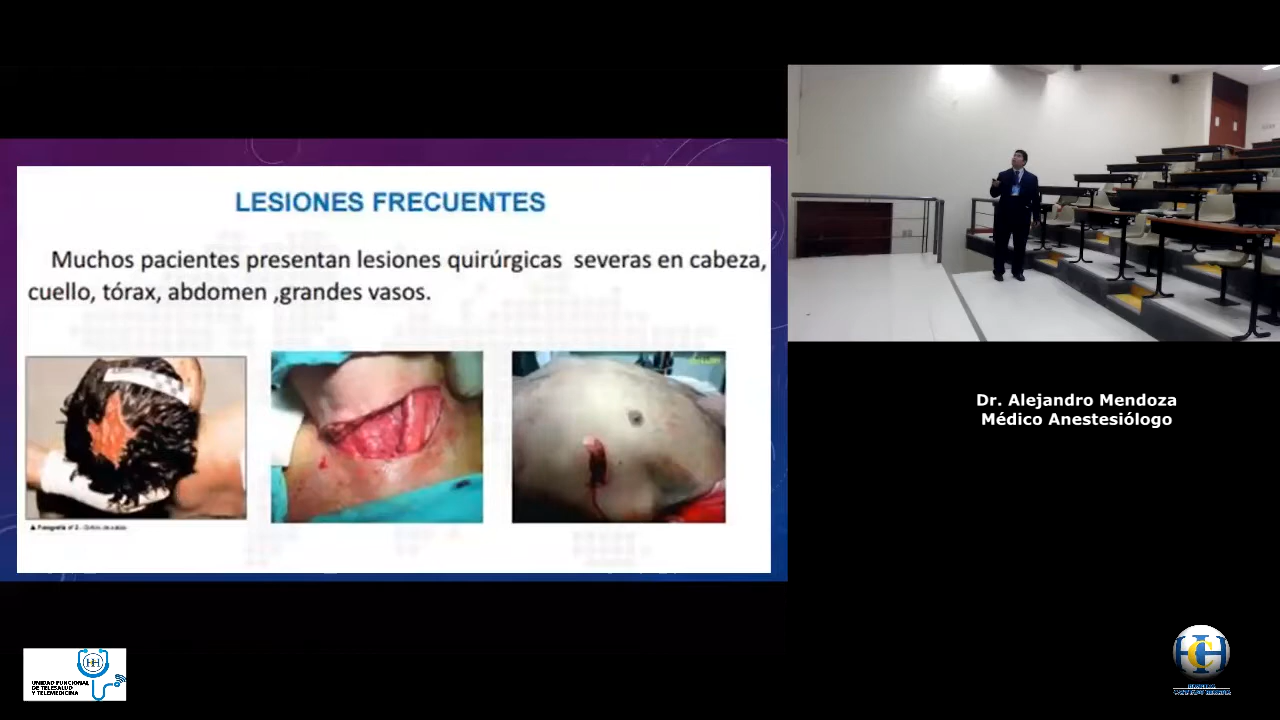 LESIONES FRECUENTES
Muchos pacientes presentan lesiones quirúrgicas severas en cabeza,
cuello, tórax, abdomen ,grandes vasos.
Dr. Alejandro Mendoza
Médico Anestesiólogo
UNIDAD FUNCIONAL
DE TELESALUD
Y TELEMEDICINA